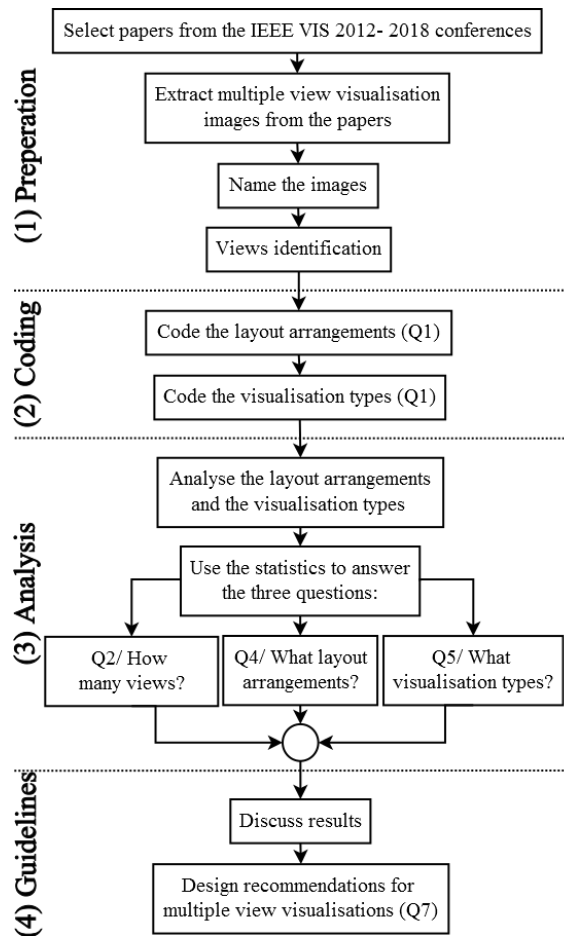 Select papers from the IEEE VIS 2012- 2018 conferences
Extract multiple view visualisation
images from the papers
Name the images
Views identification
(1) Preperation
Code the layout arrangements (Q1)
Code the visualisation types (Q1)
(2) Coding
Analyse the layout arrangements
and the visualisation types
Use the statistics to answer
the three questions:
Q2/ How
many views?
Q4/ What layout
arrangements?
Q5/ What
visualisation types?
(3) Analysis
Discuss results
Design recommendations for
multiple view visualisations (Q7)
(4) Guidelines